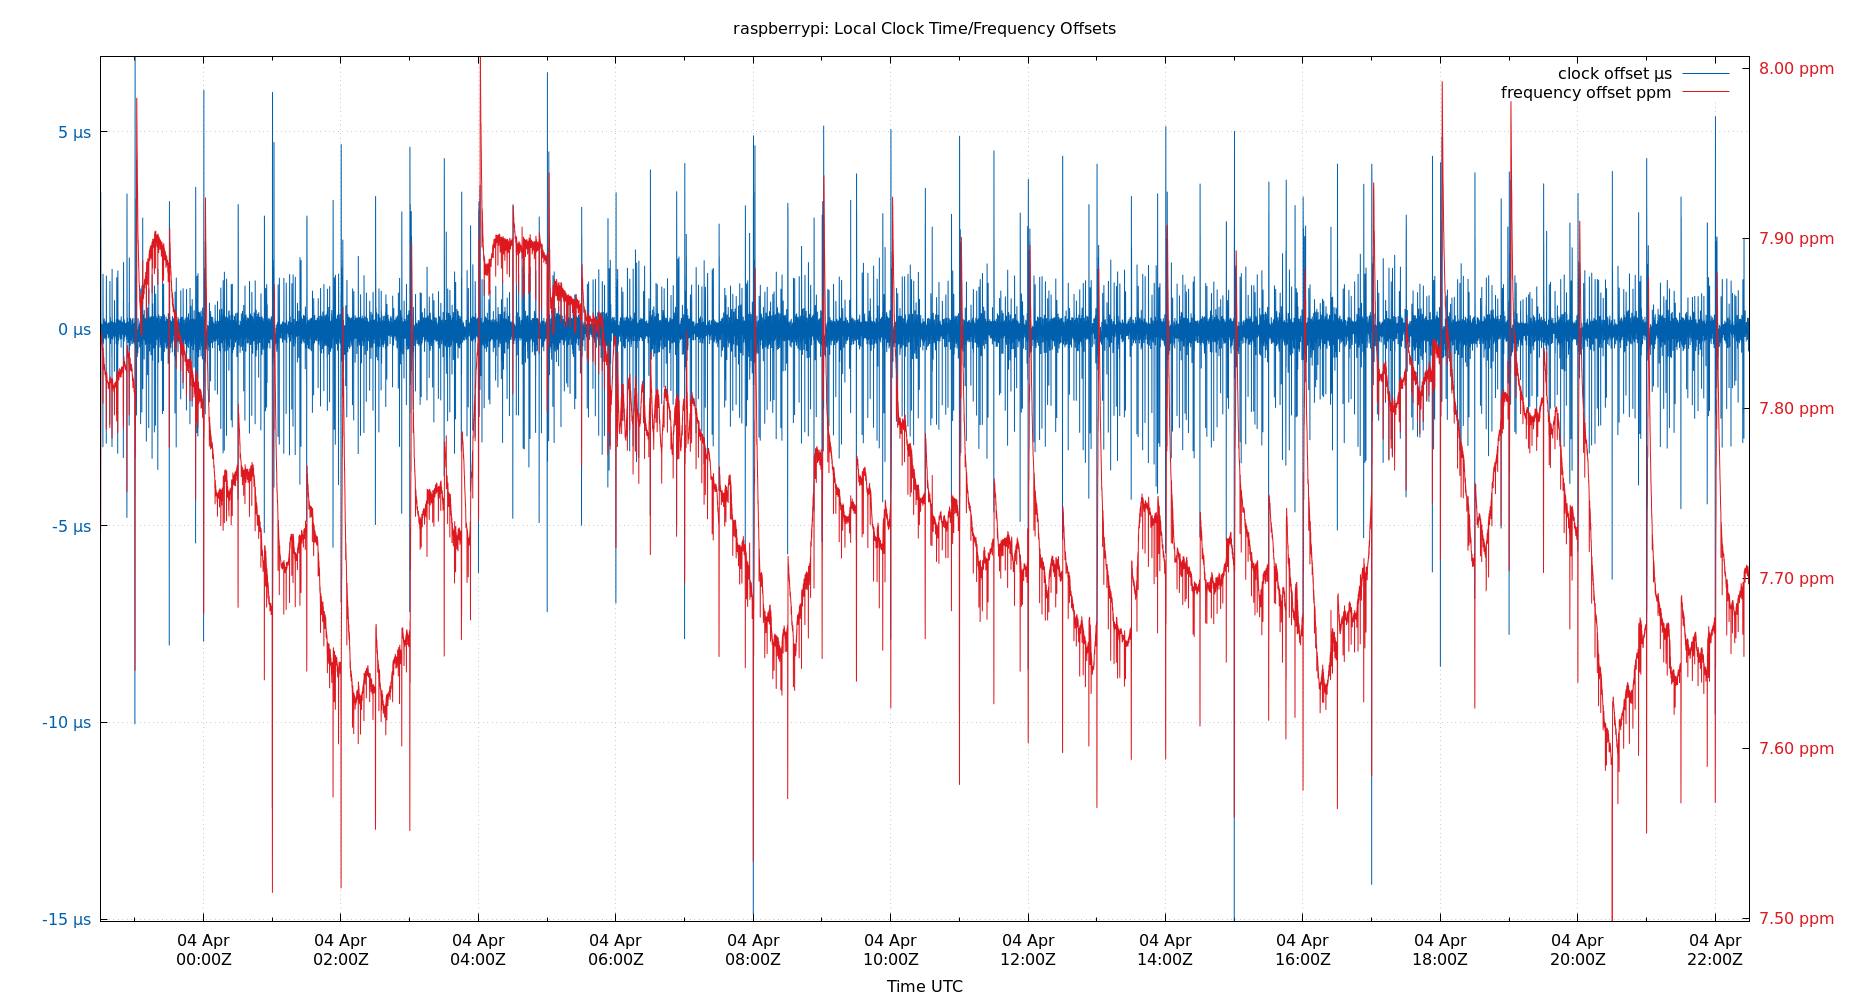 raspberrypi: Local Clock Time/Frequency Offsets
clock offset µs
frequency offset ppm
5 µs
0 µs
-5 µs
-10 µs
-15 µs
8.00 ppm
7.90 ppm
7.80 ppm
7.70 ppm
7.60 ppm
7.50 ppm
04 Apr 04 Apr 04 Apr 04 Apr 04 Apr 04 Apr 04 Apr 04 Apr 04 Apr 04 Apr 04 Apr 04 Apr
00:00Z 02:00Z 04:00Z 06:00Z 08:00Z 10:00Z 12:00Z 14:00Z 16:00Z 18:00Z 20:00Z 22:00Z
Time UTC